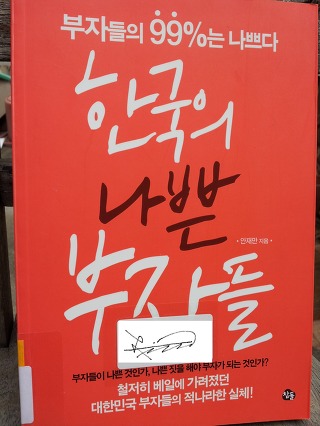 부자들의 99%는 나쁘다
한국의
나쁜
• 안재만 지음 •
부자들
부자들이 나쁜 것인가, 나쁜 짓을 해야 부자가 되는 것인가?
철저히 베일에 가려졌던
대한민국 부자들의 적나라한 실체!
참돌